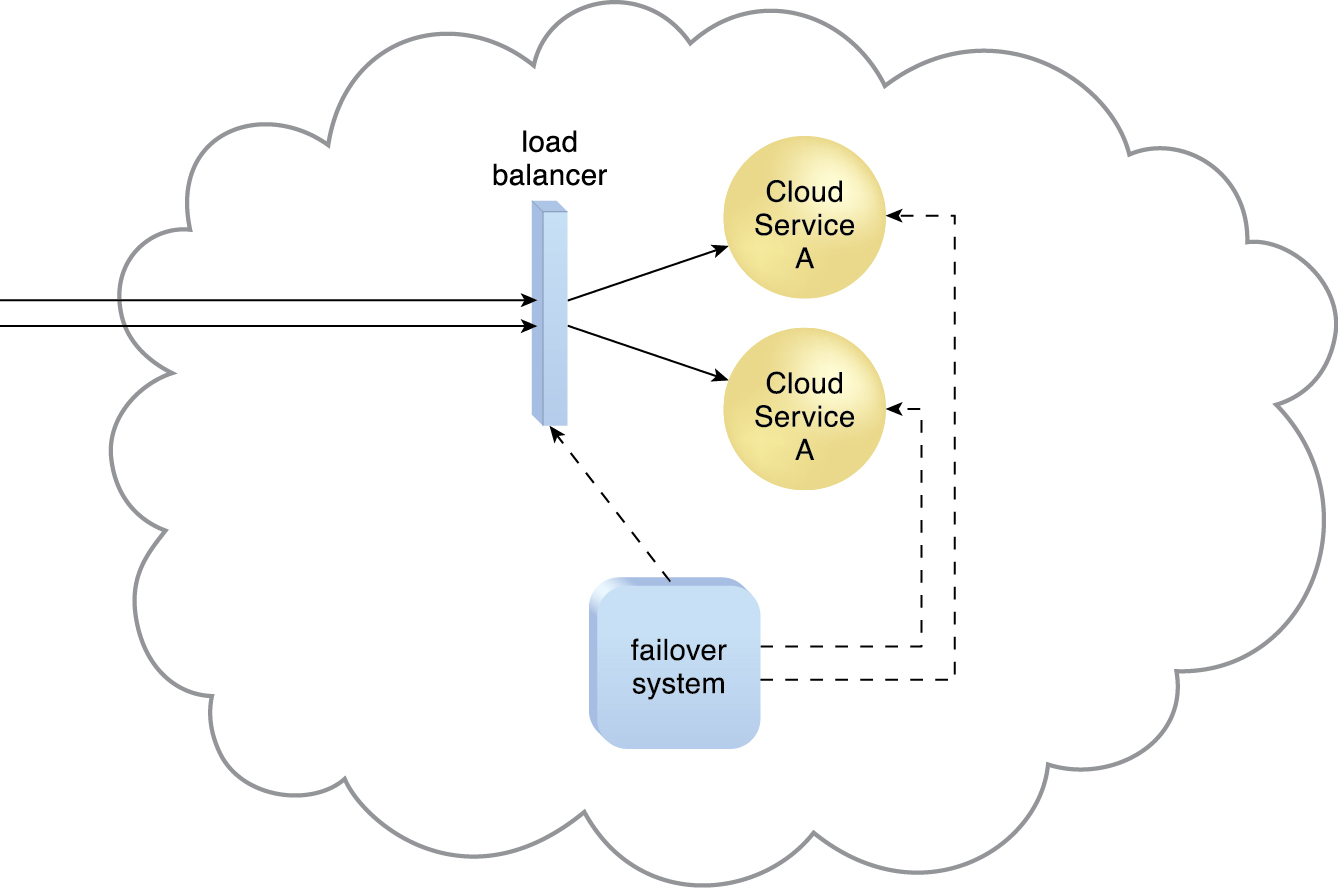 load
balancer
Cloud
Service
A
Cloud
Service
A
failover
system